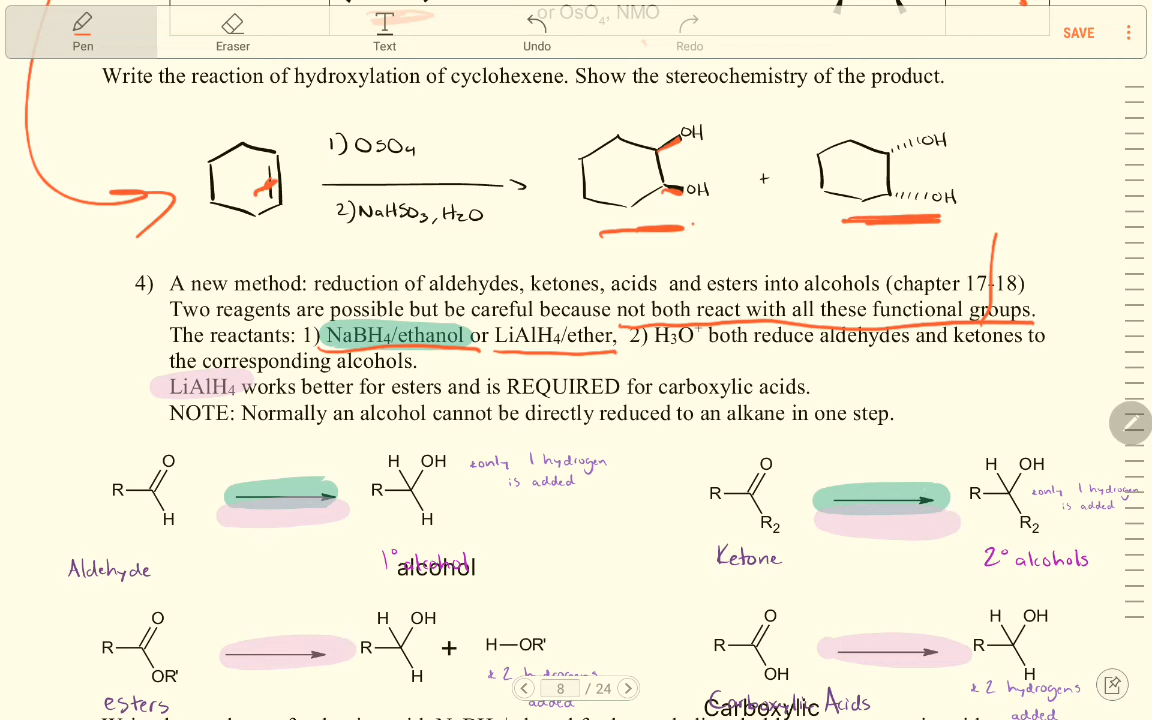 or OsO4, NMO
Pen Eraser Text Undo Redo SAVE
Write the reaction of hydroxylation of cyclohexene. Show the stereochemistry of the product.
1) OsO4
2) NaHSO3, H2O
OH
OH
+
OH
OH
4) A new method: reduction of aldehydes, ketones, acids and esters into alcohols (chapter 17-18)
Two reagents are possible but be careful because not both react with all these functional groups.
The reactants: 1) NaBH4/ethanol or LiAlH4/ether, 2) H3O+ both reduce aldehydes and ketones to
the corresponding alcohols.
LiAlH4 works better for esters and is REQUIRED for carboxylic acids.
NOTE: Normally an alcohol cannot be directly reduced to an alkane in one step.
O
R
H
H OH
R
H
*only 1 hydrogen
is added
O
R
R2
H OH
R
R2
*only 1 hydrogen
is added
Aldehyde
1° alcohol
alcohol
Ketone
2° alcohols
O
R
OR'
H OH
R
H
+
H—OR'
* 2 hydrogens
added
O
R
OH
H OH
R
H
* 2 hydrogens
added
esters
8 / 24
Carboxylic Acids
Carboxylic